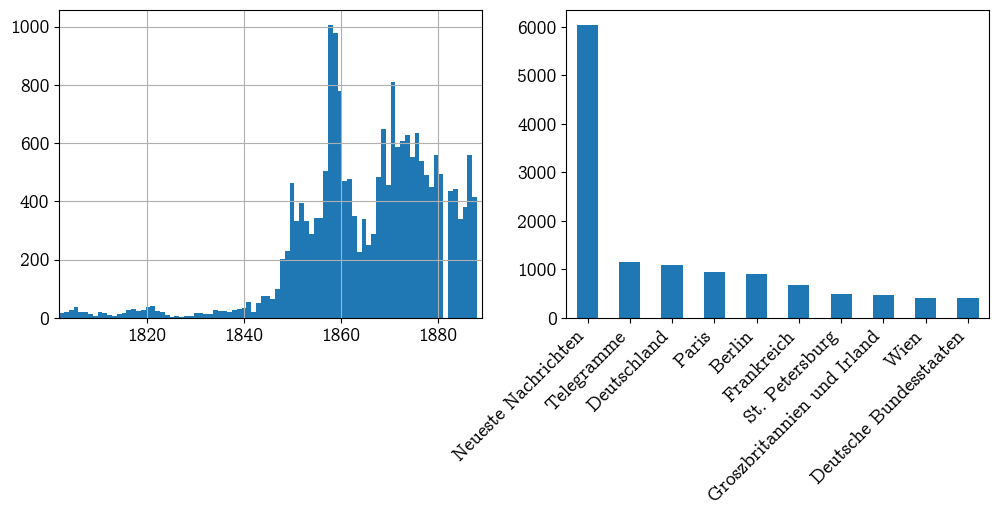 1000
800
600
400
200
0
1820 1840 1860 1880
6000
5000
4000
3000
2000
1000
0
Neueste Nachrichten
Telegramme
Deutschland
Paris
Berlin
Frankreich
St. Petersburg
Groszbritannien und Irland
Wien
Deutsche Bundesstaaten